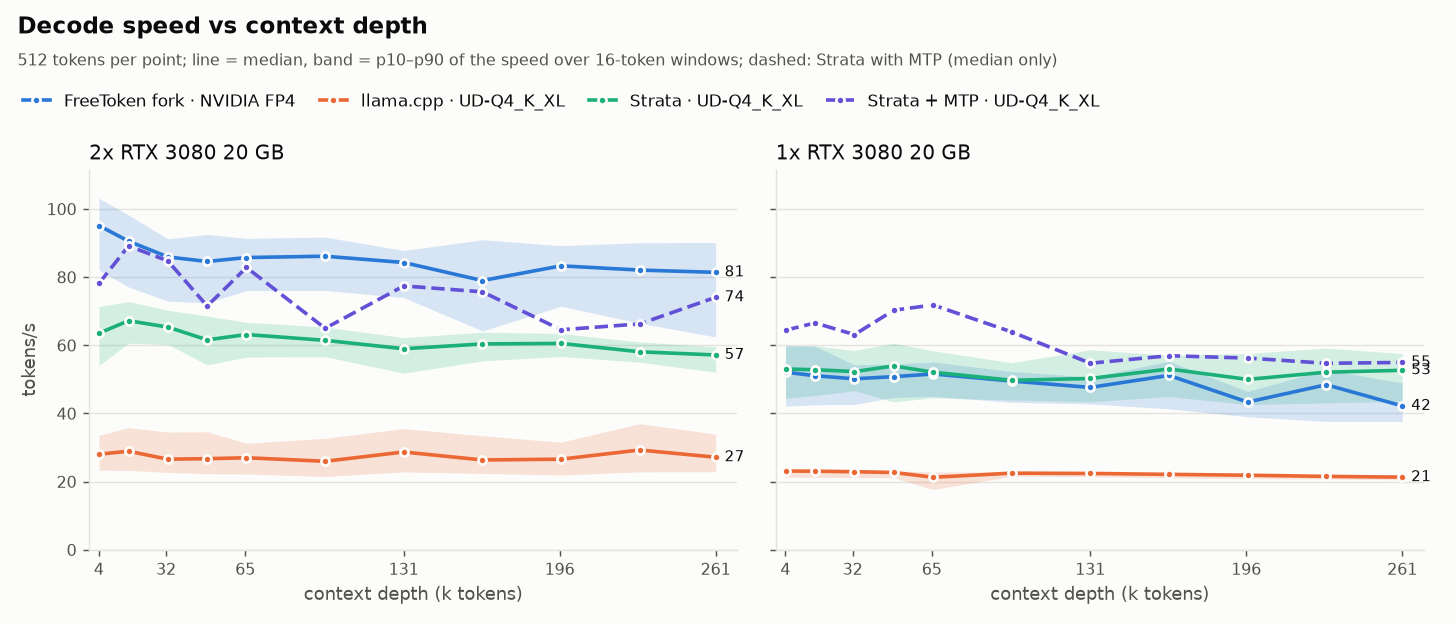 Decode speed vs context depth
512 tokens per point; line = median, band = p10–p90 of the speed over 16-token windows; dashed: Strata with MTP (median only)
FreeToken fork · NVIDIA FP4 llama.cpp · UD-Q4_K_XL Strata · UD-Q4_K_XL Strata + MTP · UD-Q4_K_XL
2x RTX 3080 20 GB
tokens/s
100
80
60
40
20
0
81
74
57
27
4 32 65 131 196 261
context depth (k tokens)
1x RTX 3080 20 GB
55
53
42
21
4 32 65 131 196 261
context depth (k tokens)